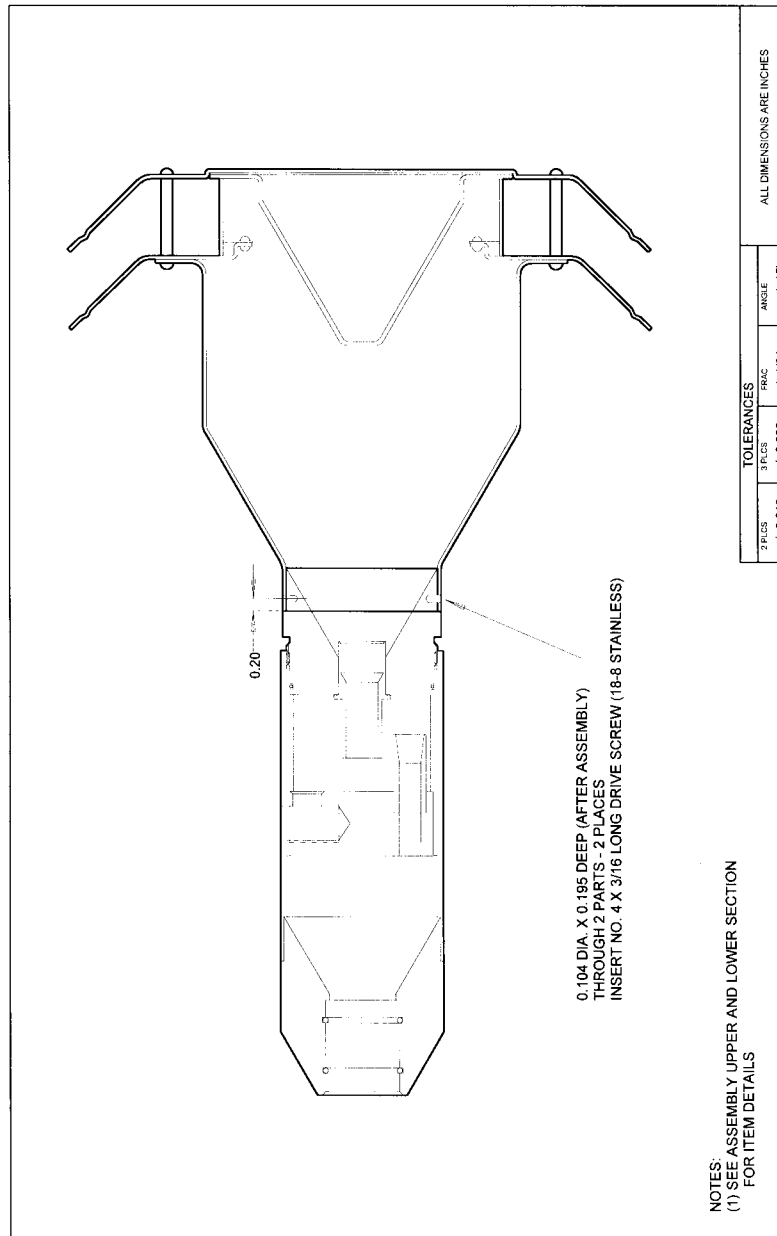 0.20
0.104 DIA. X 0.195 DEEP (AFTER ASSEMBLY)
THROUGH 2 PARTS - 2 PLACES
INSERT NO. 4 X 3/16 LONG DRIVE SCREW (18-8 STAINLESS)
NOTES:
(1) SEE ASSEMBLY UPPER AND LOWER SECTION
FOR ITEM DETAILS
TOLERANCES
2 PLCS
3 PLCS
FRAC
ANGLE
ALL DIMENSIONS ARE INCHES